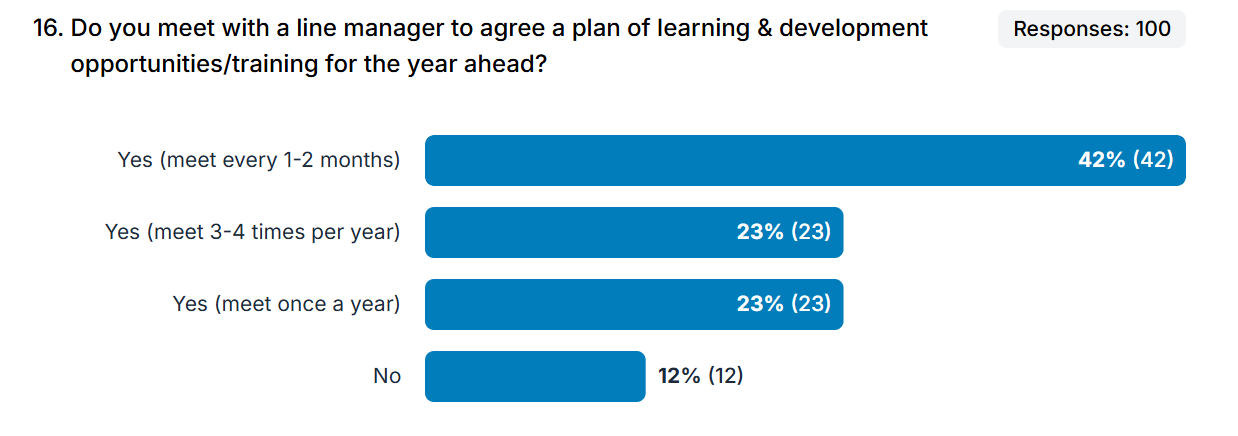 16. Do you meet with a line manager to agree a plan of learning & development
opportunities/training for the year ahead?
Responses: 100
Yes (meet every 1-2 months)
42% (42)
Yes (meet 3-4 times per year)
23% (23)
Yes (meet once a year)
23% (23)
No
12% (12)